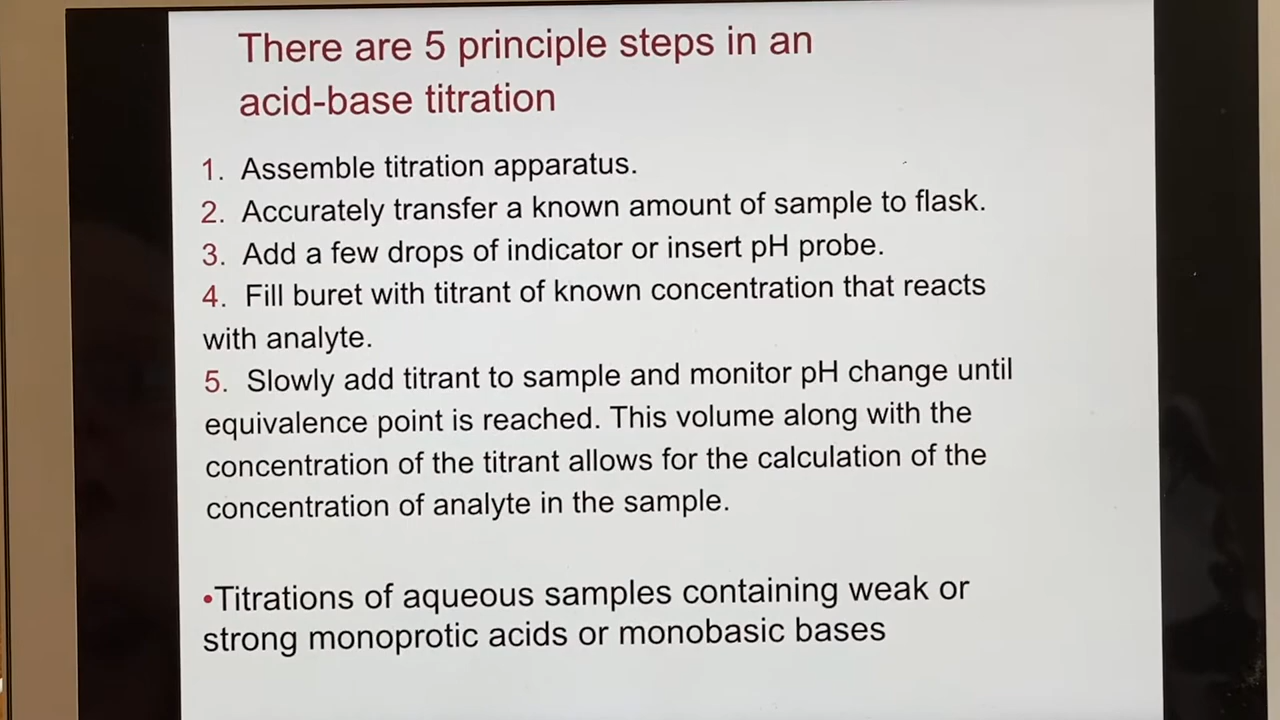 There are 5 principle steps in an
acid-base titration
1. Assemble titration apparatus.
2. Accurately transfer a known amount of sample to flask.
3. Add a few drops of indicator or insert pH probe.
4. Fill buret with titrant of known concentration that reacts
with analyte.
5. Slowly add titrant to sample and monitor pH change until
equivalence point is reached. This volume along with the
concentration of the titrant allows for the calculation of the
concentration of analyte in the sample.
•Titrations of aqueous samples containing weak or
strong monoprotic acids or monobasic bases